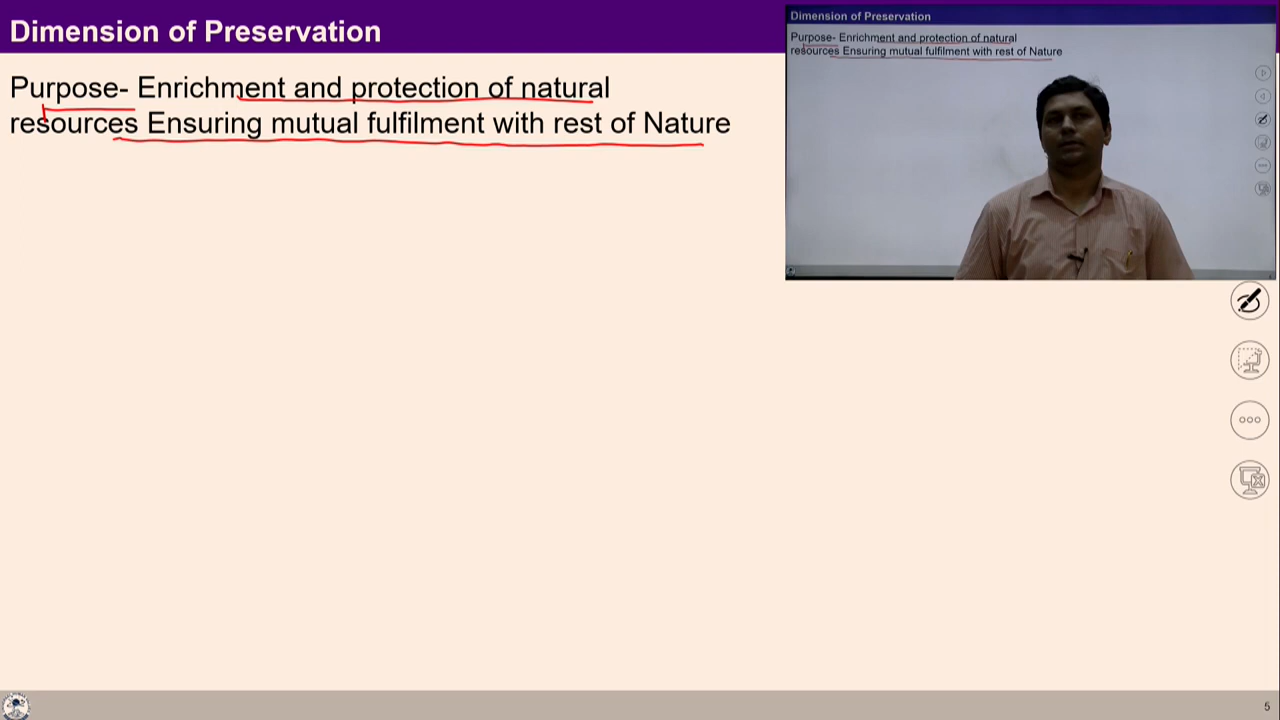 Dimension of Preservation
Purpose- Enrichment and protection of natural
resources Ensuring mutual fulfilment with rest of Nature
Dimension of Preservation
Purpose- Enrichment and protection of natural
resources Ensuring mutual fulfilment with rest of Nature
5